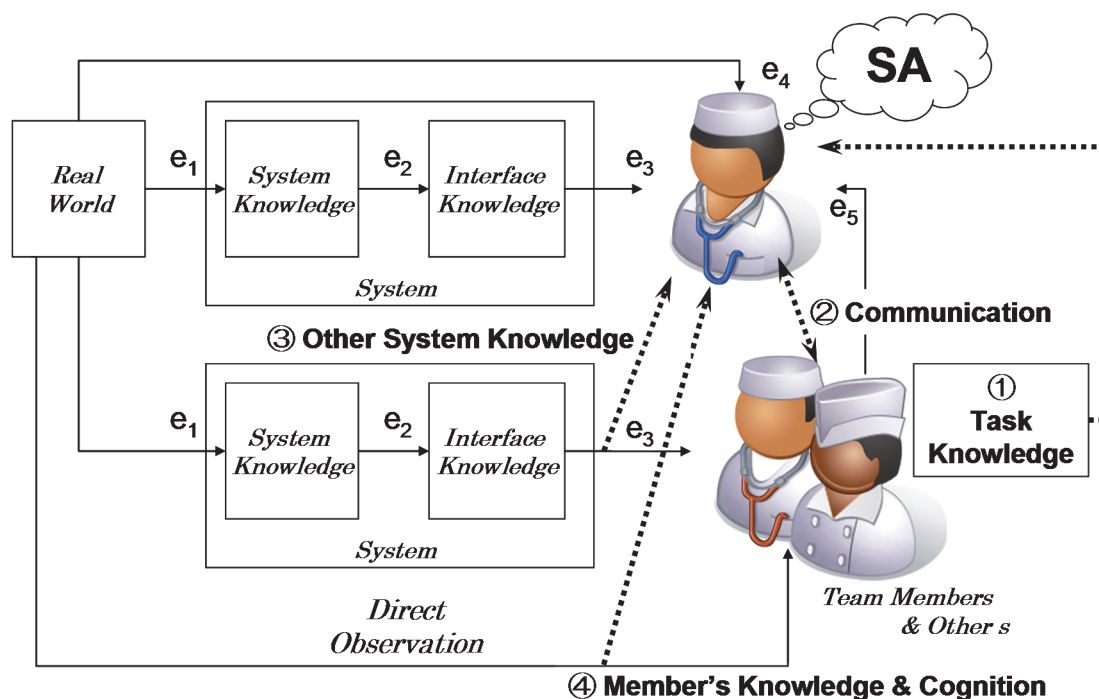 SA
e4
Real
World
e1
System
Knowledge
e2
Interface
Knowledge
e3
System
e5
② Communication
③ Other System Knowledge
e1
System
Knowledge
e2
Interface
Knowledge
e3
System
①
Task
Knowledge
Direct
Observation
Team Members
& Other s
④ Member's Knowledge & Cognition